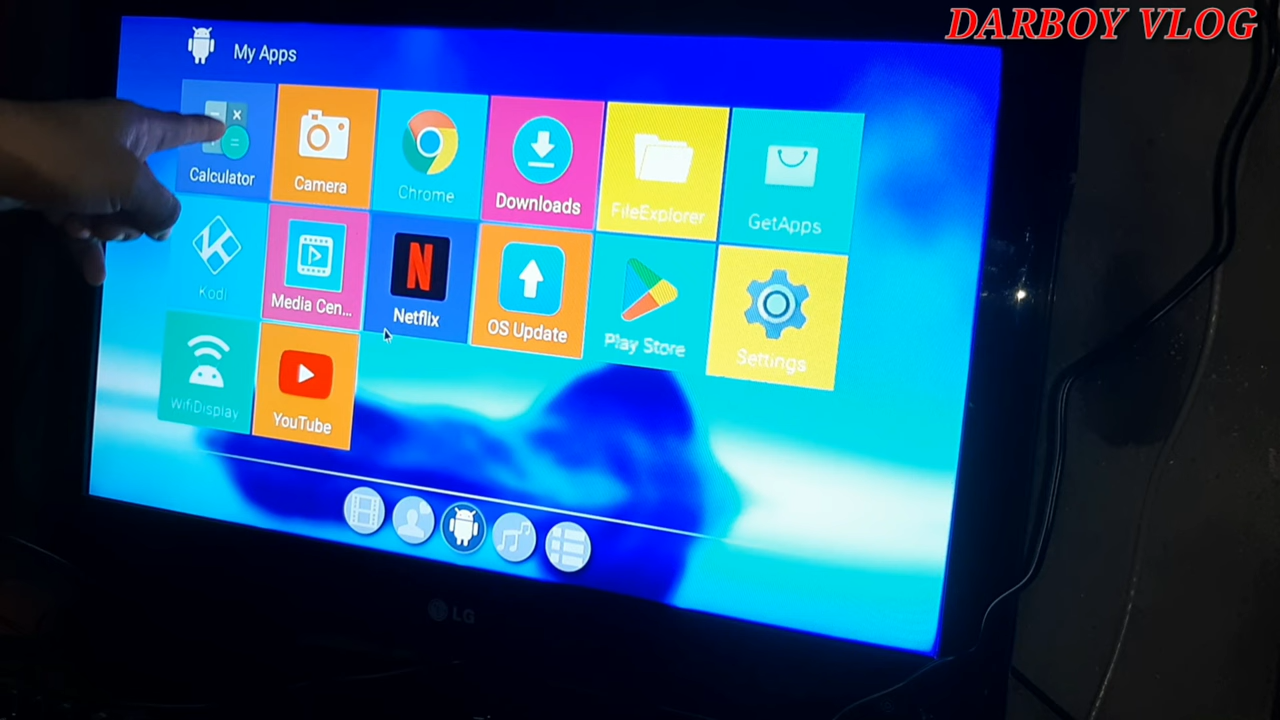 DARBOY VLOG
My Apps
Calculator
Camera
Chrome
Downloads
FileExplorer
GetApps
Kodi
Media Cen...
Netflix
OS Update
Play Store
Settings
WifiDisplay
YouTube
LG